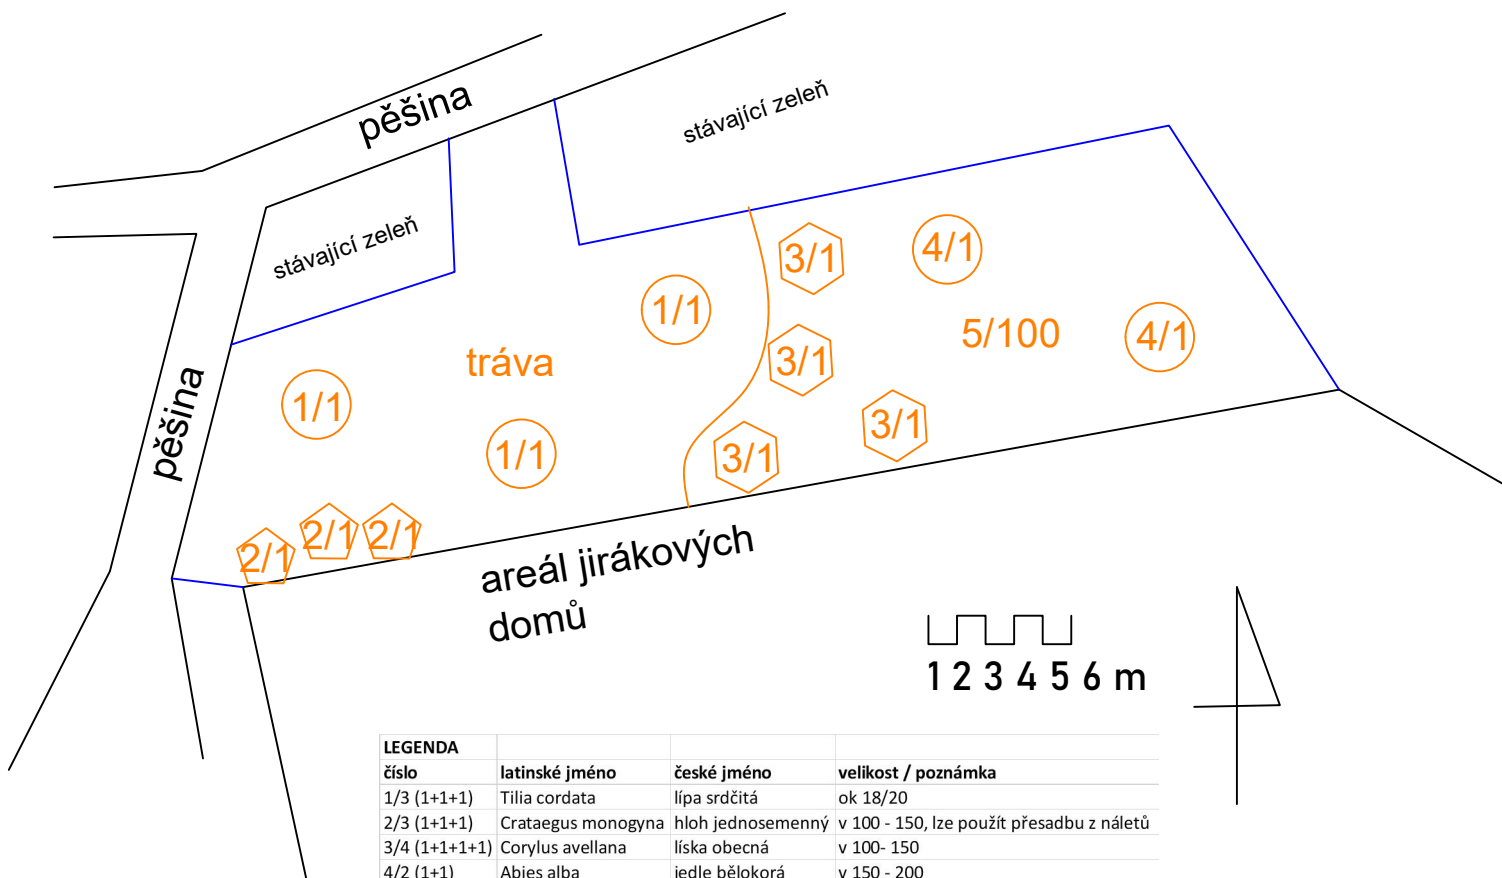 pěšina
stávající zeleň
stávající zeleň
3/1
4/1
1/1
5/100
4/1
tráva
3/1
1/1
pěšina
1/1
3/1
3/1
2/1
2/1
2/1
areál jirákových
domů
1 2 3 4 5 6 m
LEGENDA
číslo latinské jméno české jméno velikost / poznámka
1/3 (1+1+1) Tilia cordata lípa srdčitá ok 18/20
2/3 (1+1+1) Crataegus monogyna hloh jednosemenný v 100 - 150, lze použít přesadbu z náletů
3/4 (1+1+1+1) Corylus avellana líska obecná v 100- 150
4/2 (1+1) Abies alba jedle bělokorá v 150 - 200